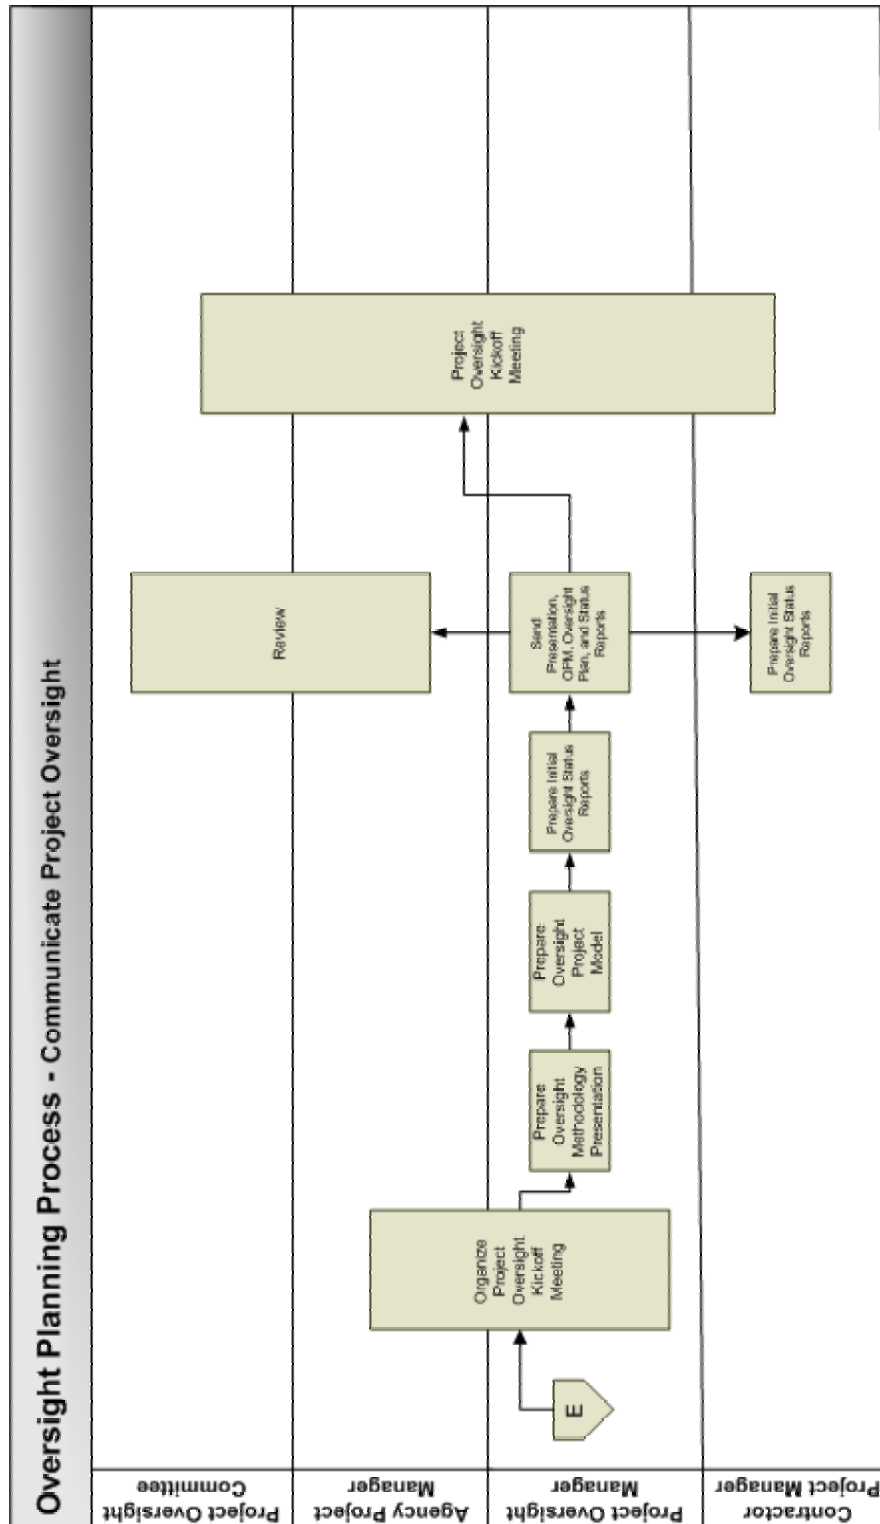 Oversight Planning Process - Communicate Project Oversight
Project Oversight
Committee
Agency Project
Manager
Project Oversight
Manager
Contractor
Project Manager
E
Organize
Project
Oversight
Kickoff
Meeting
Prepare
Oversight
Methodology
Presentation
Prepare
Oversight
Project
Model
Prepare Initial
Oversight Status
Reports
Send
Presentation,
OPM, Oversight
Plan, and Status
Reports
Review
Prepare Initial
Oversight Status
Reports
Project
Oversight
Kickoff
Meeting